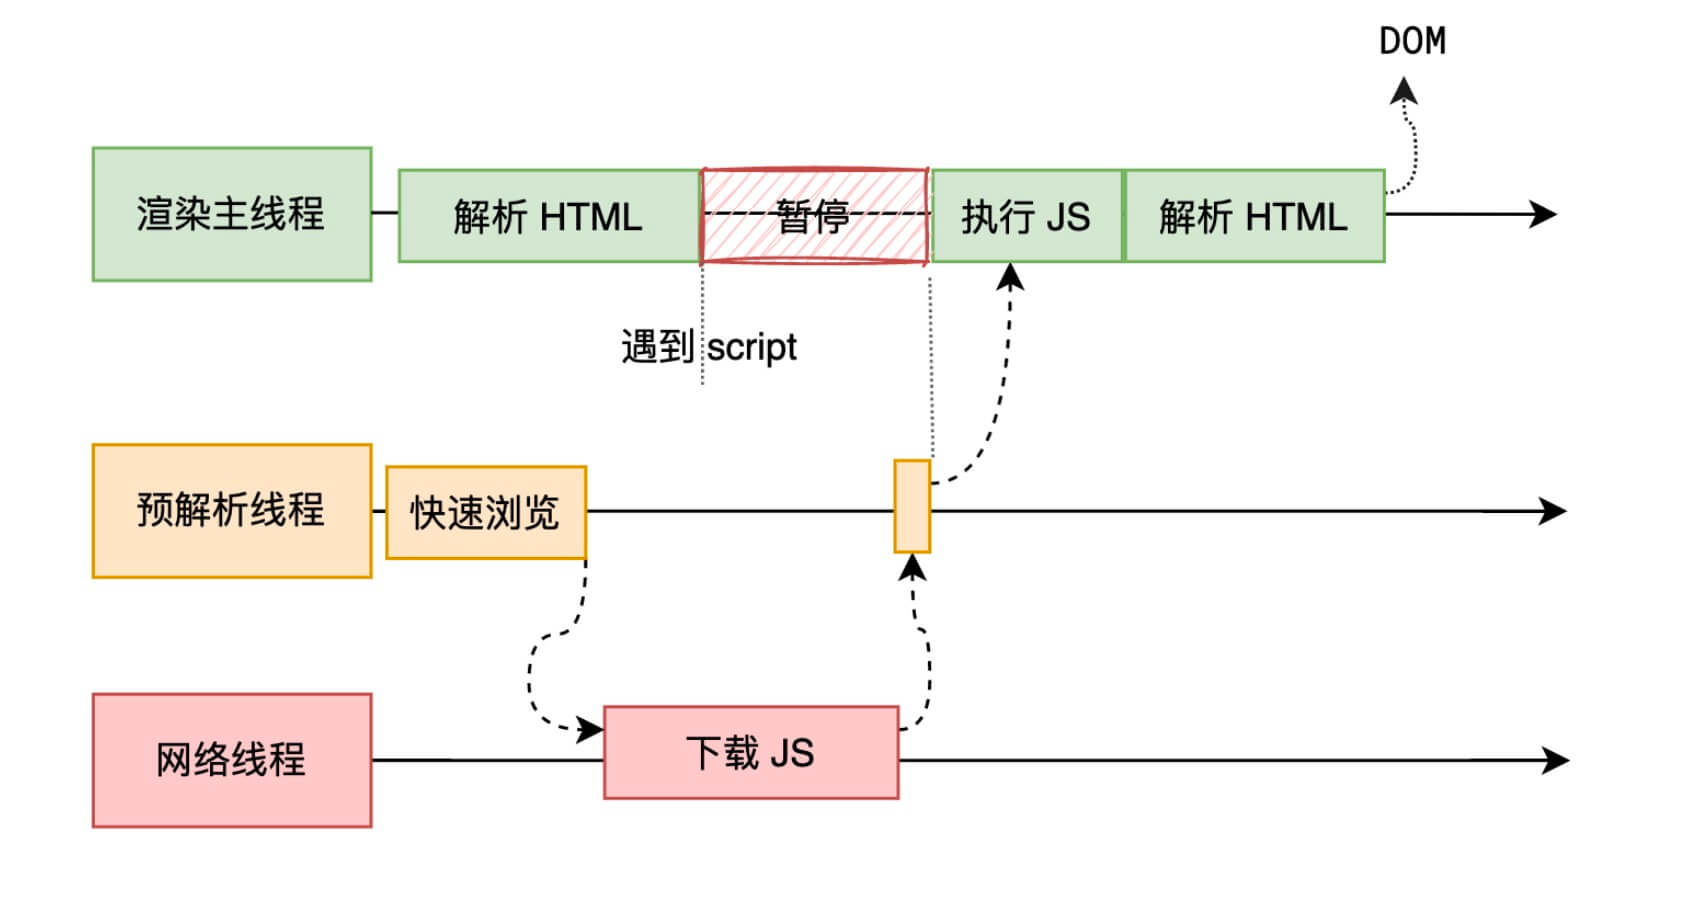 DOM
渲染主线程
解析 HTML
暂停
执行 JS
解析 HTML
遇到 script
预解析线程
快速浏览
网络线程
下载 JS